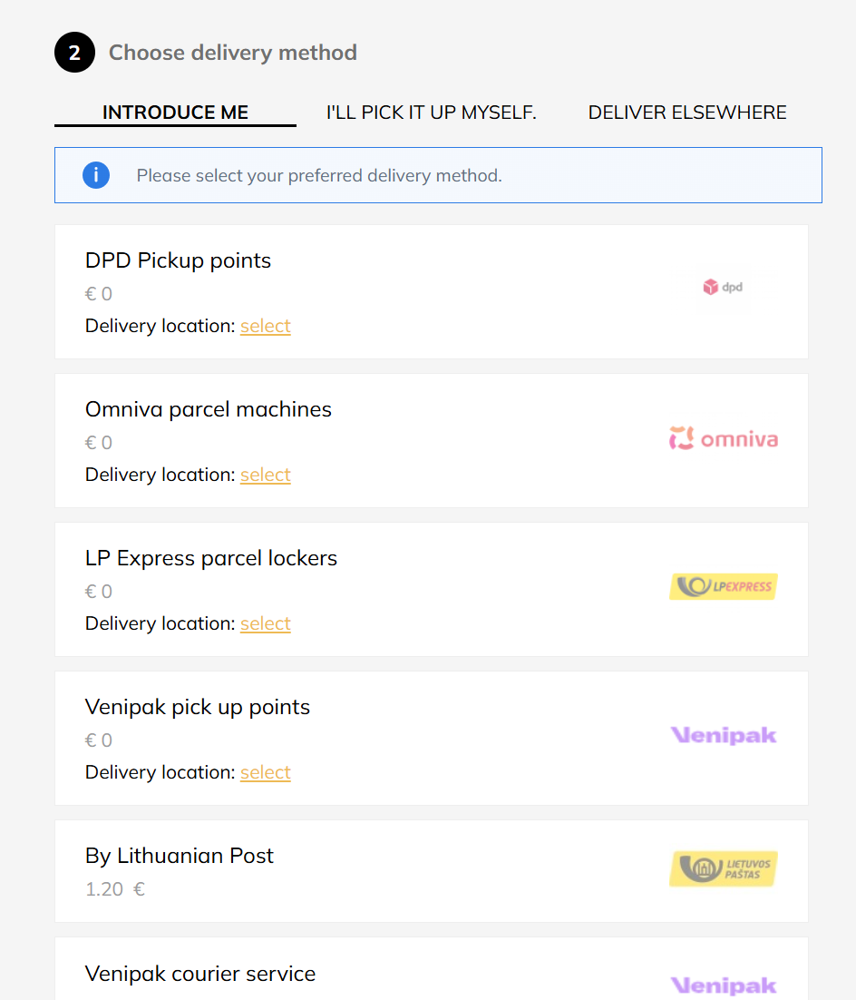 2 Choose delivery method
INTRODUCE ME I'LL PICK IT UP MYSELF. DELIVER ELSEWHERE
i Please select your preferred delivery method.
DPD Pickup points
€ 0
dpd
Delivery location: select
Omniva parcel machines
€ 0
omniva
Delivery location: select
LP Express parcel lockers
€ 0
LPEXPRESS
Delivery location: select
Venipak pick up points
€ 0
Venipak
Delivery location: select
By Lithuanian Post
1.20 €
LIETUVOS
PAŠTAS
Venipak courier service
Venipak